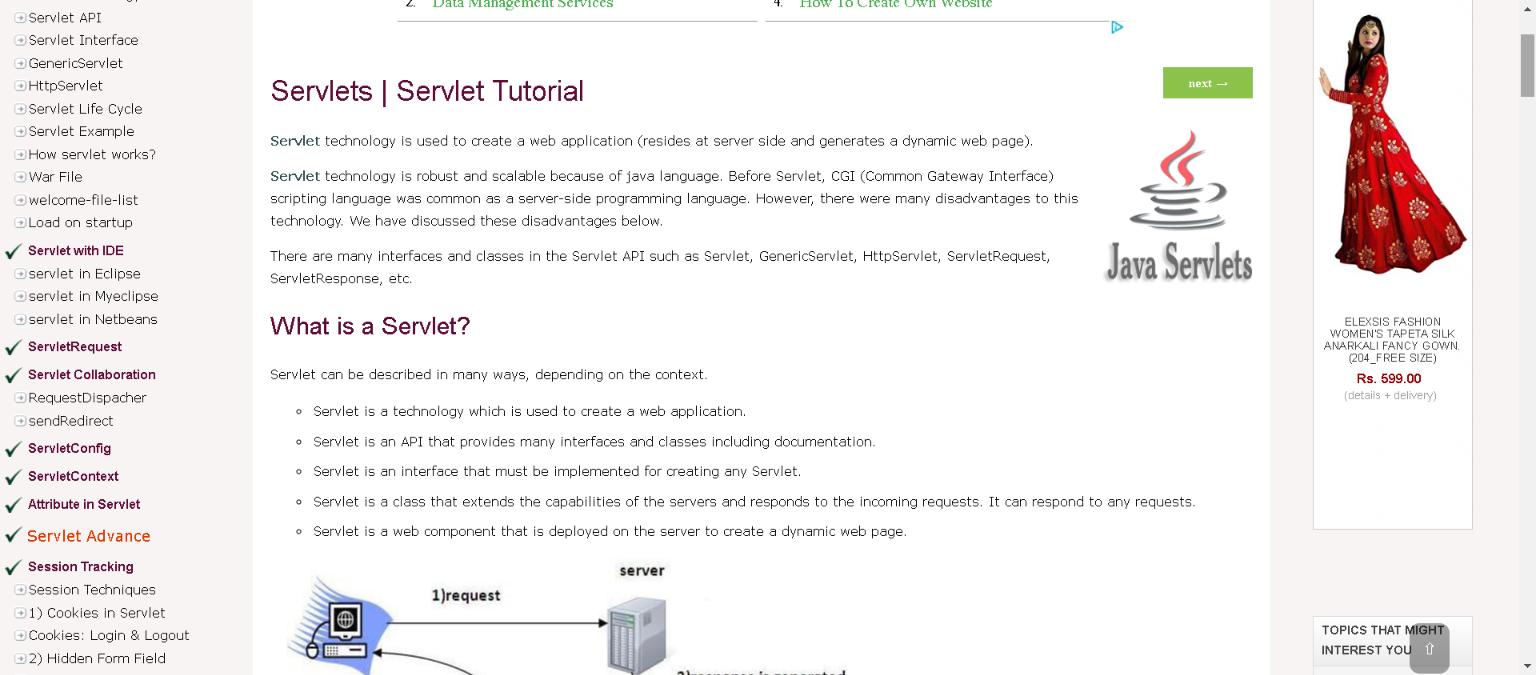 Servlet API
Servlet Interface
GenericServlet
HttpServlet
Servlet Life Cycle
Servlet Example
How servlet works?
War File
welcome-file-list
Load on startup
Servlet with IDE
servlet in Eclipse
servlet in Myeclipse
servlet in Netbeans
ServletRequest
Servlet Collaboration
RequestDispacher
sendRedirect
ServletConfig
ServletContext
Attribute in Servlet
Servlet Advance
Session Tracking
Session Techniques
1) Cookies in Servlet
Cookies: Login & Logout
2) Hidden Form Field
2. Data Management Services
4. How To Create Own Website
Servlets | Servlet Tutorial
next →
Servlet technology is used to create a web application (resides at server side and generates a dynamic web page).
Servlet technology is robust and scalable because of java language. Before Servlet, CGI (Common Gateway Interface)
scripting language was common as a server-side programming language. However, there were many disadvantages to this
technology. We have discussed these disadvantages below.
There are many interfaces and classes in the Servlet API such as Servlet, GenericServlet, HttpServlet, ServletRequest,
ServletResponse, etc.
Java Servlets
What is a Servlet?
Servlet can be described in many ways, depending on the context.
Servlet is a technology which is used to create a web application.
Servlet is an API that provides many interfaces and classes including documentation.
Servlet is an interface that must be implemented for creating any Servlet.
Servlet is a class that extends the capabilities of the servers and responds to the incoming requests. It can respond to any requests.
Servlet is a web component that is deployed on the server to create a dynamic web page.
server
1)request
ELEXSIS FASHION
WOMEN'S TAPETA SILK
ANARKALI FANCY GOWN.
(204_FREE SIZE)
Rs. 599.00
(details + delivery)
TOPICS THAT MIGHT
INTEREST YOU